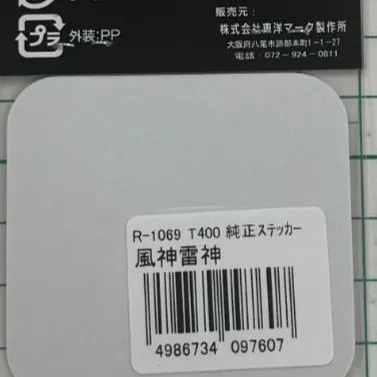 販売元:
株式会社東洋マーク製作所
大阪府八尾市跡部本町1-1-27
電話:072-924-0811
プラ 外装:PP
R-1069 T400 純正ステッカー
風神雷神
4986734 097607